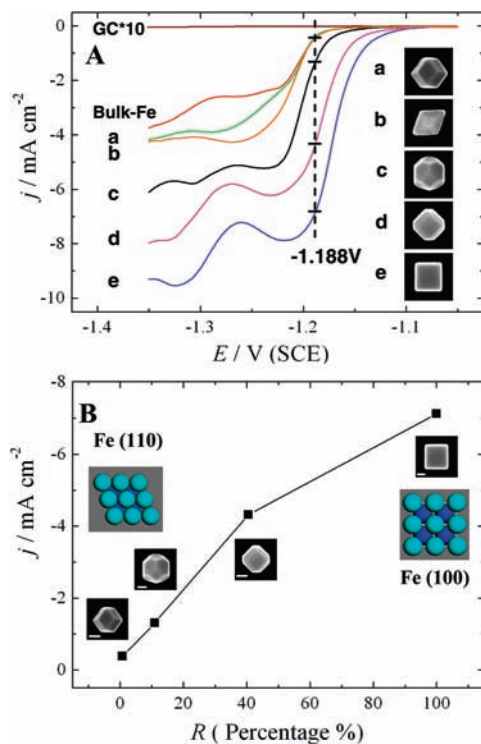 A
GC*10
Bulk-Fe
a
b
c
d
e
a
b
c
d
e
-1.188V
0
-2
-4
-6
-8
-10
j / mA cm-2
-1.4
-1.3
-1.2
-1.1
E / V (SCE)
B
Fe (110)
Fe (100)
-8
-6
-4
-2
0
j / mA cm-2
0
20
40
60
80
100
R ( Percentage %)